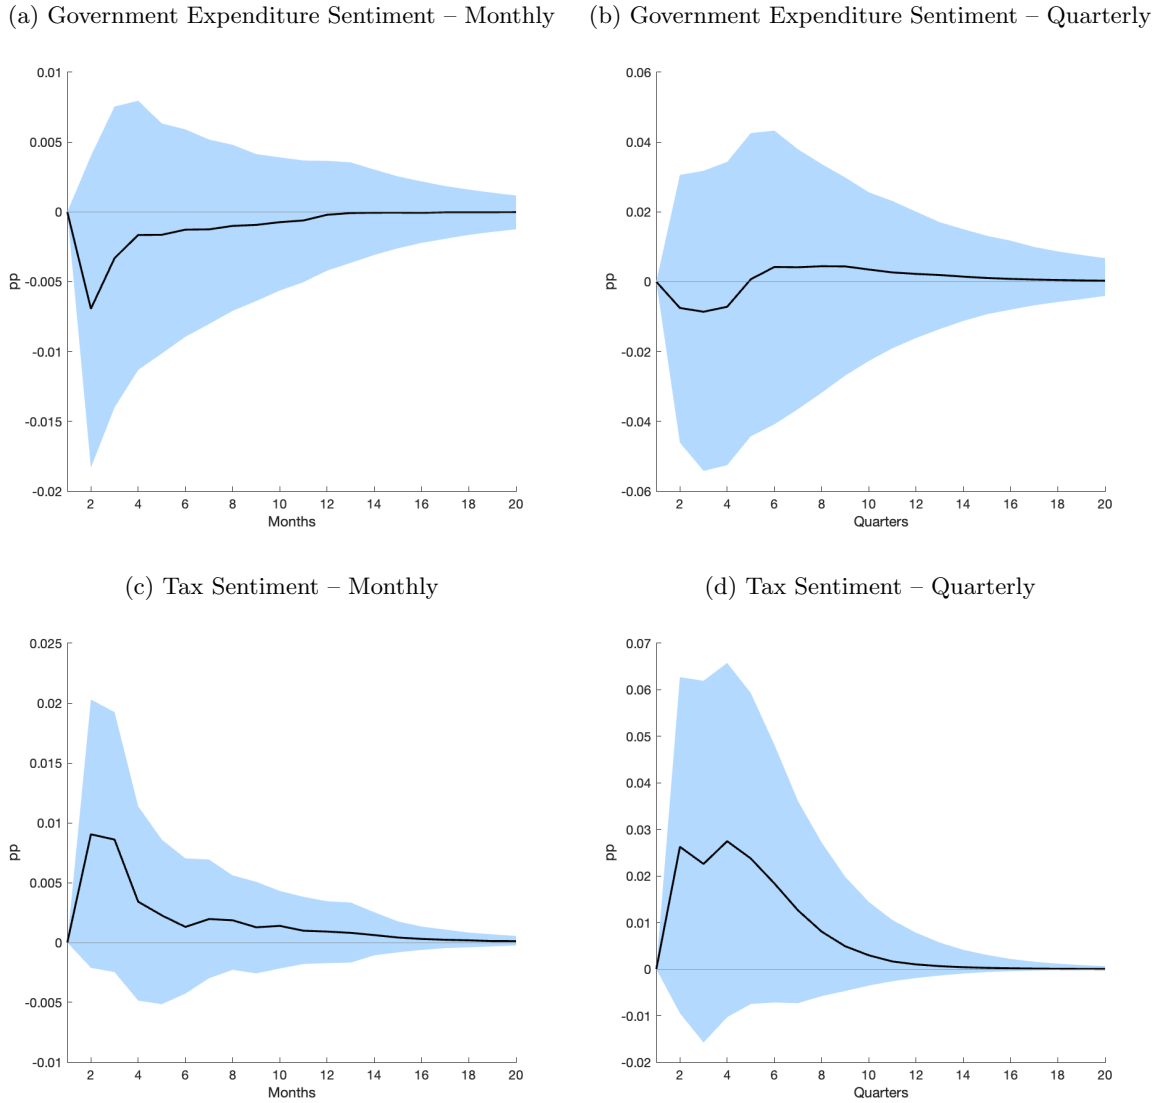 (a) Government Expenditure Sentiment – Monthly
0.01
0.005
0
-0.005
-0.01
-0.015
-0.02
pp
2 4 6 8 10 12 14 16 18 20
Months
(b) Government Expenditure Sentiment – Quarterly
0.06
0.04
0.02
0
-0.02
-0.04
-0.06
pp
2 4 6 8 10 12 14 16 18 20
Quarters
(c) Tax Sentiment – Monthly
0.025
0.02
0.015
0.01
0.005
0
-0.005
-0.01
pp
2 4 6 8 10 12 14 16 18 20
Months
(d) Tax Sentiment – Quarterly
0.07
0.06
0.05
0.04
0.03
0.02
0.01
0
-0.01
-0.02
pp
2 4 6 8 10 12 14 16 18 20
Quarters